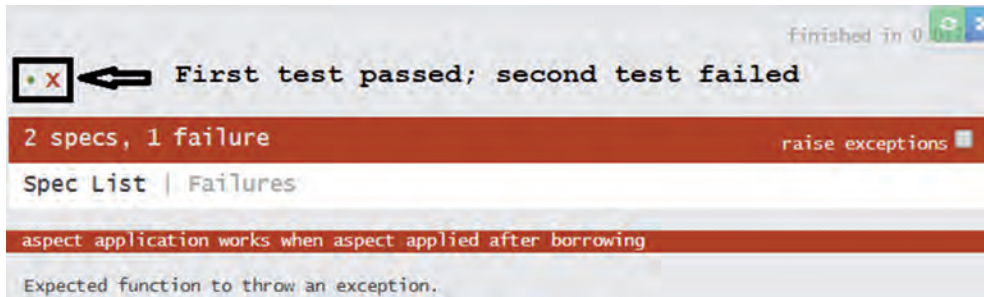 finished in 0
• X First test passed; second test failed
2 specs, 1 failure raise exceptions
Spec List | Failures
aspect application works when aspect applied after borrowing
Expected function to throw an exception.